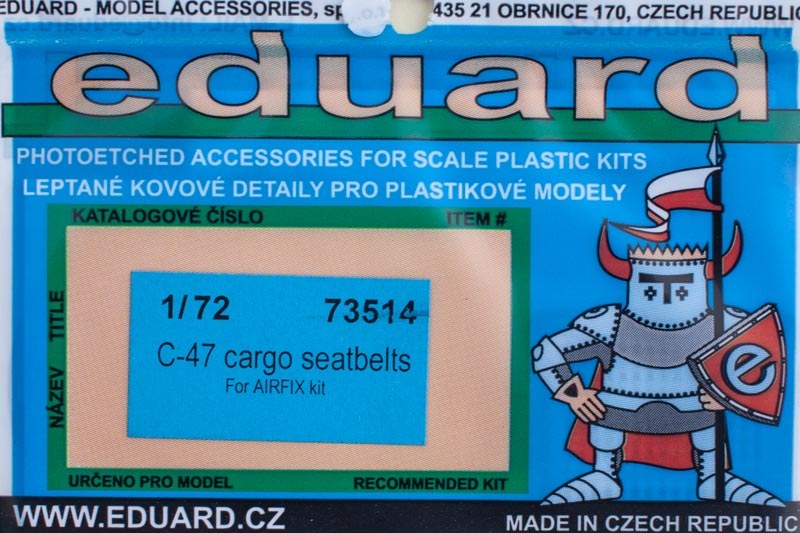 EDUARD - MODEL ACCESSORIES, 435 21 OBRNICE 170, CZECH REPUBLIC
eduard
PHOTOETCHED ACCESSORIES FOR SCALE PLASTIC KITS
LEPTANÉ KOVOVÉ DETAILY PRO PLASTIKOVÉ MODELY
KATALOGOVÉ ČÍSLO ITEM #
NÁZEV TITLE
1/72 73514
C-47 cargo seatbelts
For AIRFIX kit
e
URČENO PRO MODEL RECOMMENDED KIT
WWW.EDUARD.CZ
MADE IN CZECH REPUBLIC